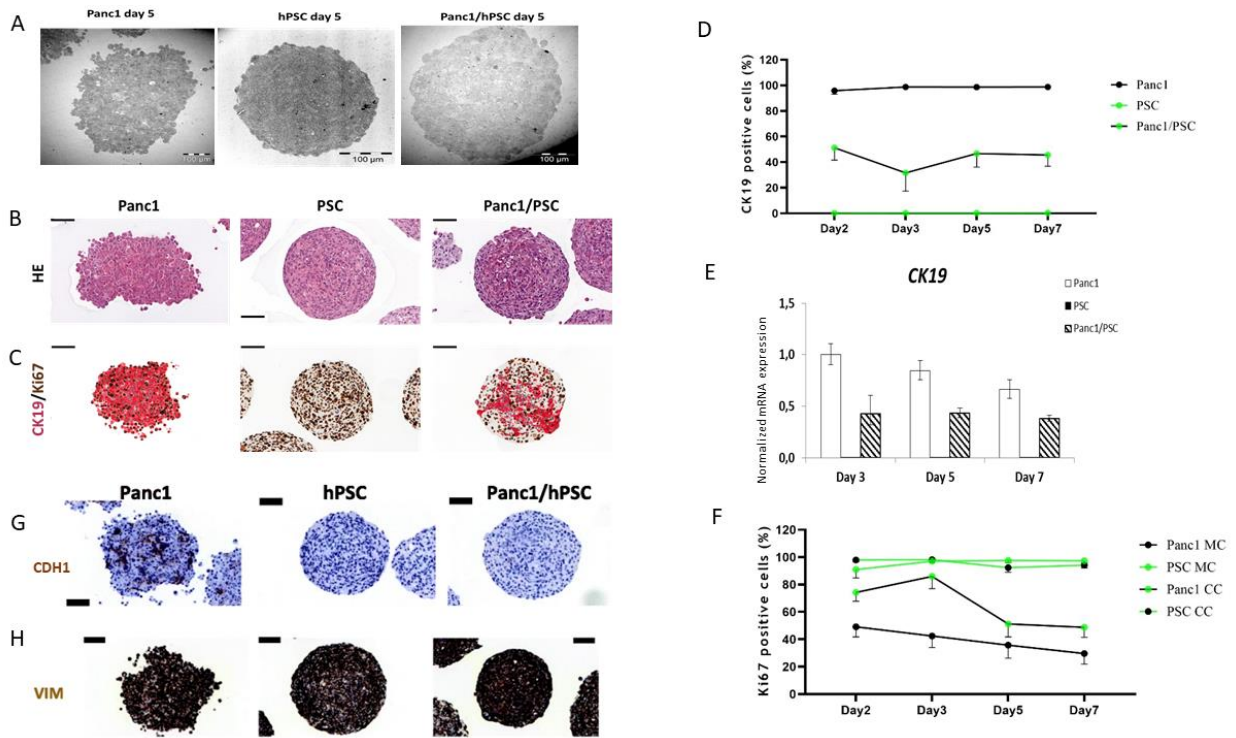 A
Panc1 day 5
hPSC day 5
Panc1/hPSC day 5
100 µm
100 µm
100 µm
B
Panc1
PSC
Panc1/PSC
HE
C
CK19/Ki67
G
Panc1
hPSC
Panc1/hPSC
CDH1
H
VIM
D
CK19 positive cells (%)
120
100
80
60
40
20
0
Day2
Day3
Day5
Day7
Panc1
PSC
Panc1/PSC
E
CK19
Normalized mRNA expression
1,5
1,0
0,5
0,0
Day 3
Day 5
Day 7
Panc1
PSC
Panc1/PSC
F
Ki67 positive cells (%)
120
100
80
60
40
20
0
Day2
Day3
Day5
Day7
Panc1 MC
PSC MC
Panc1 CC
PSC CC